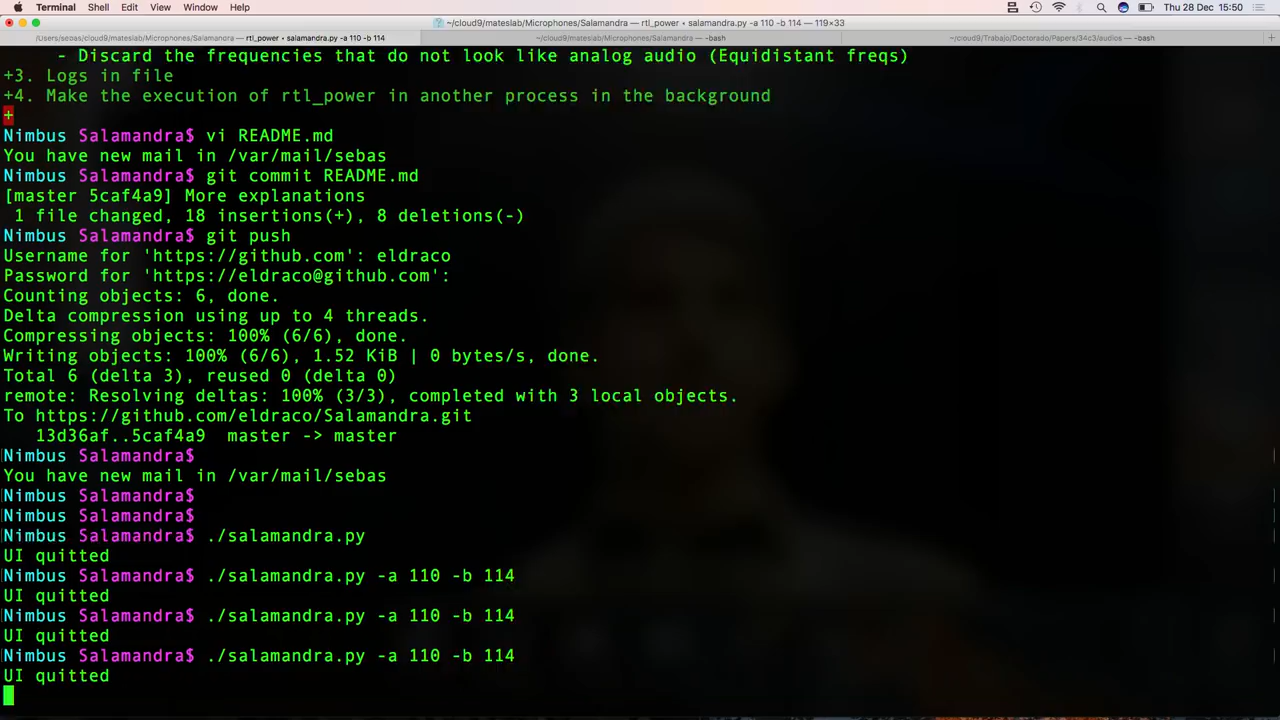 Terminal Shell Edit View Window Help Thu 28 Dec 15:50
~/cloud9/mateslab/Microphones/Salamandra — rtl_power • salamandra.py -a 110 -b 114 — 119×33
/Users/sebas/cloud9/mateslab/Microphones/Salamandra — rtl_power • salamandra.py -a 110 -b 114 ~/cloud9/mateslab/Microphones/Salamandra — -bash ~/cloud9/Trabajo/Doctorado/Papers/34c3/audios — -bash
- Discard the frequencies that do not look like analog audio (Equidistant freqs)
+3. Logs in file
+4. Make the execution of rtl_power in another process in the background
+
Nimbus Salamandra$ vi README.md
You have new mail in /var/mail/sebas
Nimbus Salamandra$ git commit README.md
[master 5caf4a9] More explanations
1 file changed, 18 insertions(+), 8 deletions(-)
Nimbus Salamandra$ git push
Username for 'https://github.com': eldraco
Password for 'https://eldraco@github.com':
Counting objects: 6, done.
Delta compression using up to 4 threads.
Compressing objects: 100% (6/6), done.
Writing objects: 100% (6/6), 1.52 KiB | 0 bytes/s, done.
Total 6 (delta 3), reused 0 (delta 0)
remote: Resolving deltas: 100% (3/3), completed with 3 local objects.
To https://github.com/eldraco/Salamandra.git
13d36af..5caf4a9 master -> master
Nimbus Salamandra$
You have new mail in /var/mail/sebas
Nimbus Salamandra$
Nimbus Salamandra$
Nimbus Salamandra$ ./salamandra.py
UI quitted
Nimbus Salamandra$ ./salamandra.py -a 110 -b 114
UI quitted
Nimbus Salamandra$ ./salamandra.py -a 110 -b 114
UI quitted
Nimbus Salamandra$ ./salamandra.py -a 110 -b 114
UI quitted